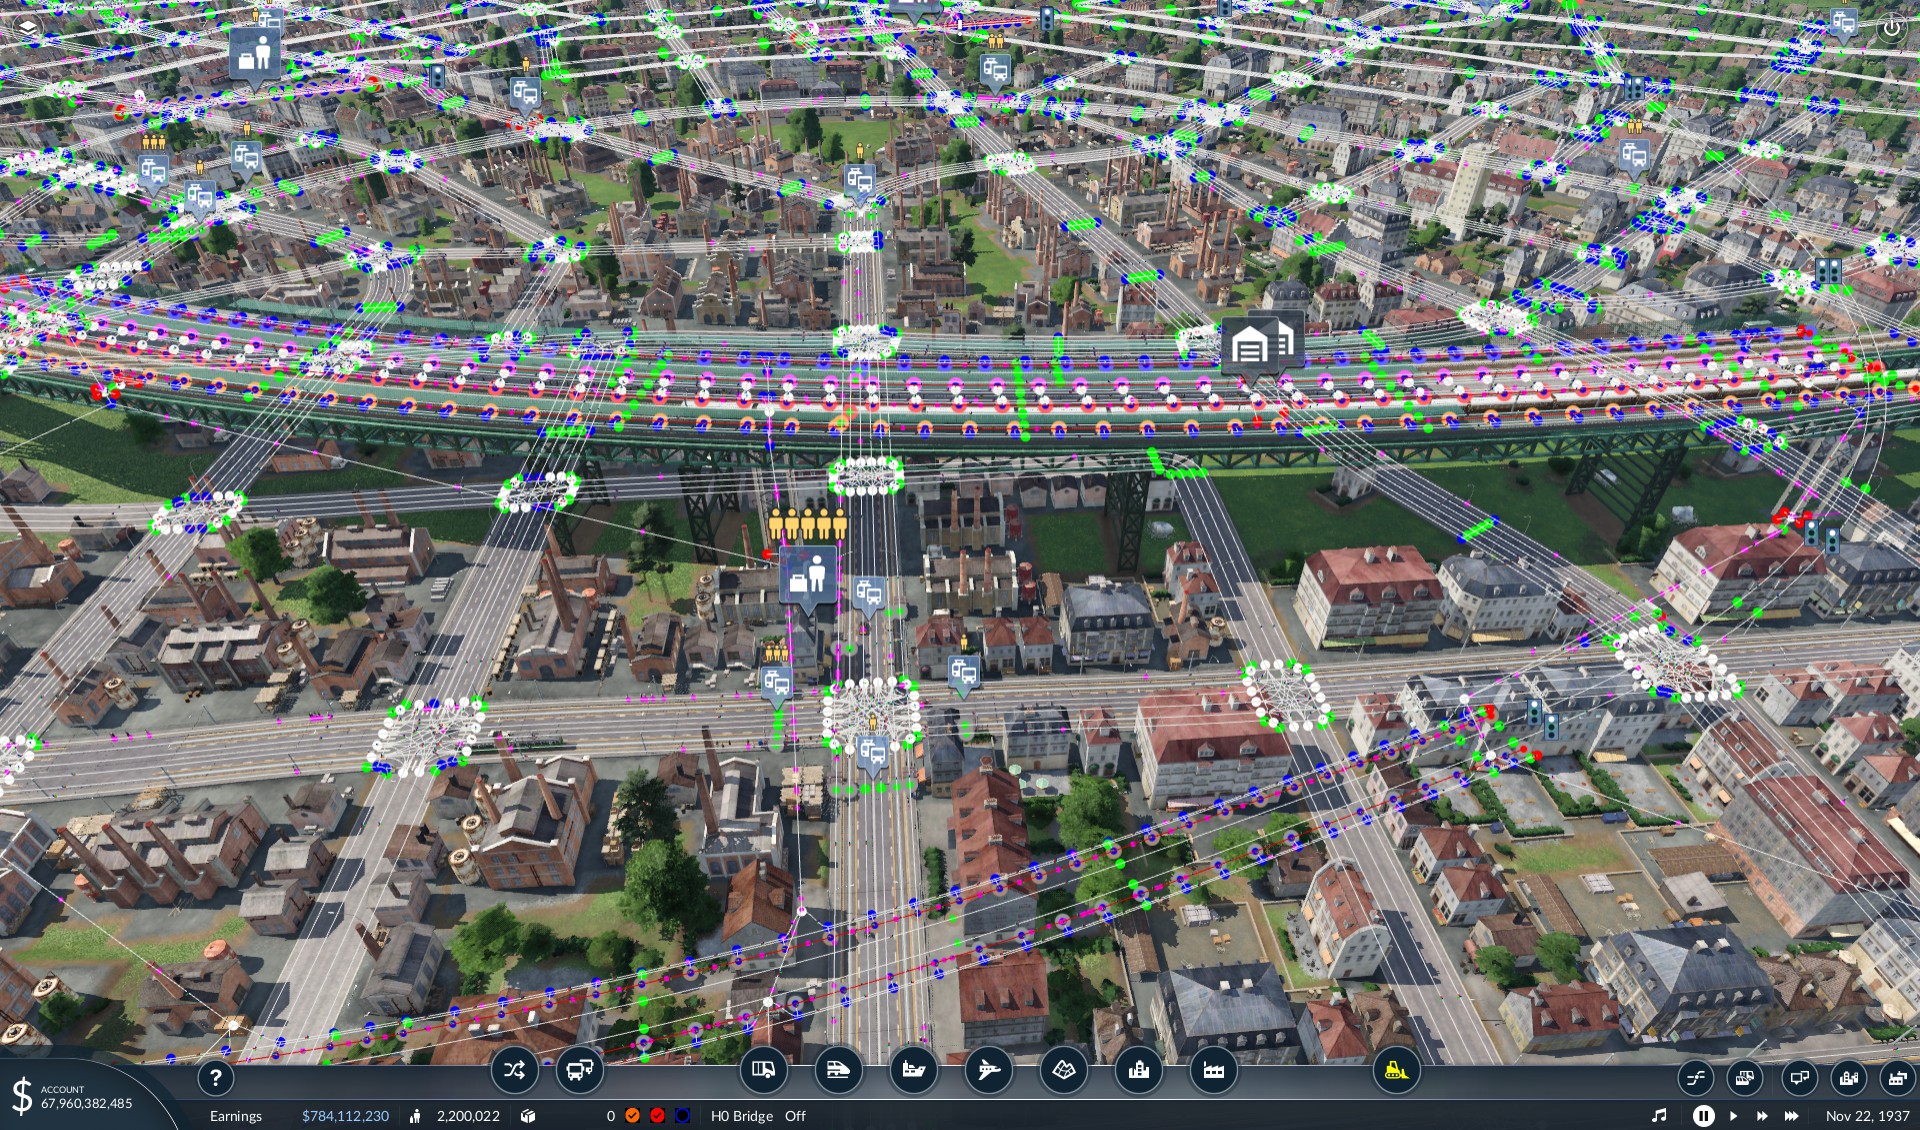 ?
$ ACCOUNT
67,960,382,485
Earnings $784,112,230 2,200,022 0 H0 Bridge Off Nov 22, 1937